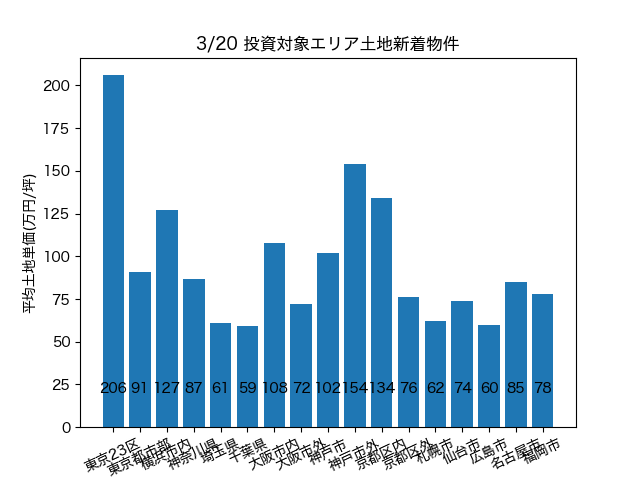 3/20 投資対象エリア土地新着物件
平均土地単価(万円/坪)
200
175
150
125
100
75
50
25
0
206 91 127 87 61 59 108 72 102 154 134 76 62 74 60 85 78
東京23区
東京都市部
横浜市内
神奈川県
埼玉県
千葉県
大阪市内
大阪市外
神戸市
神戸市外
京都区内
京都区外
札幌市
仙台市
広島市
名古屋市
福岡市